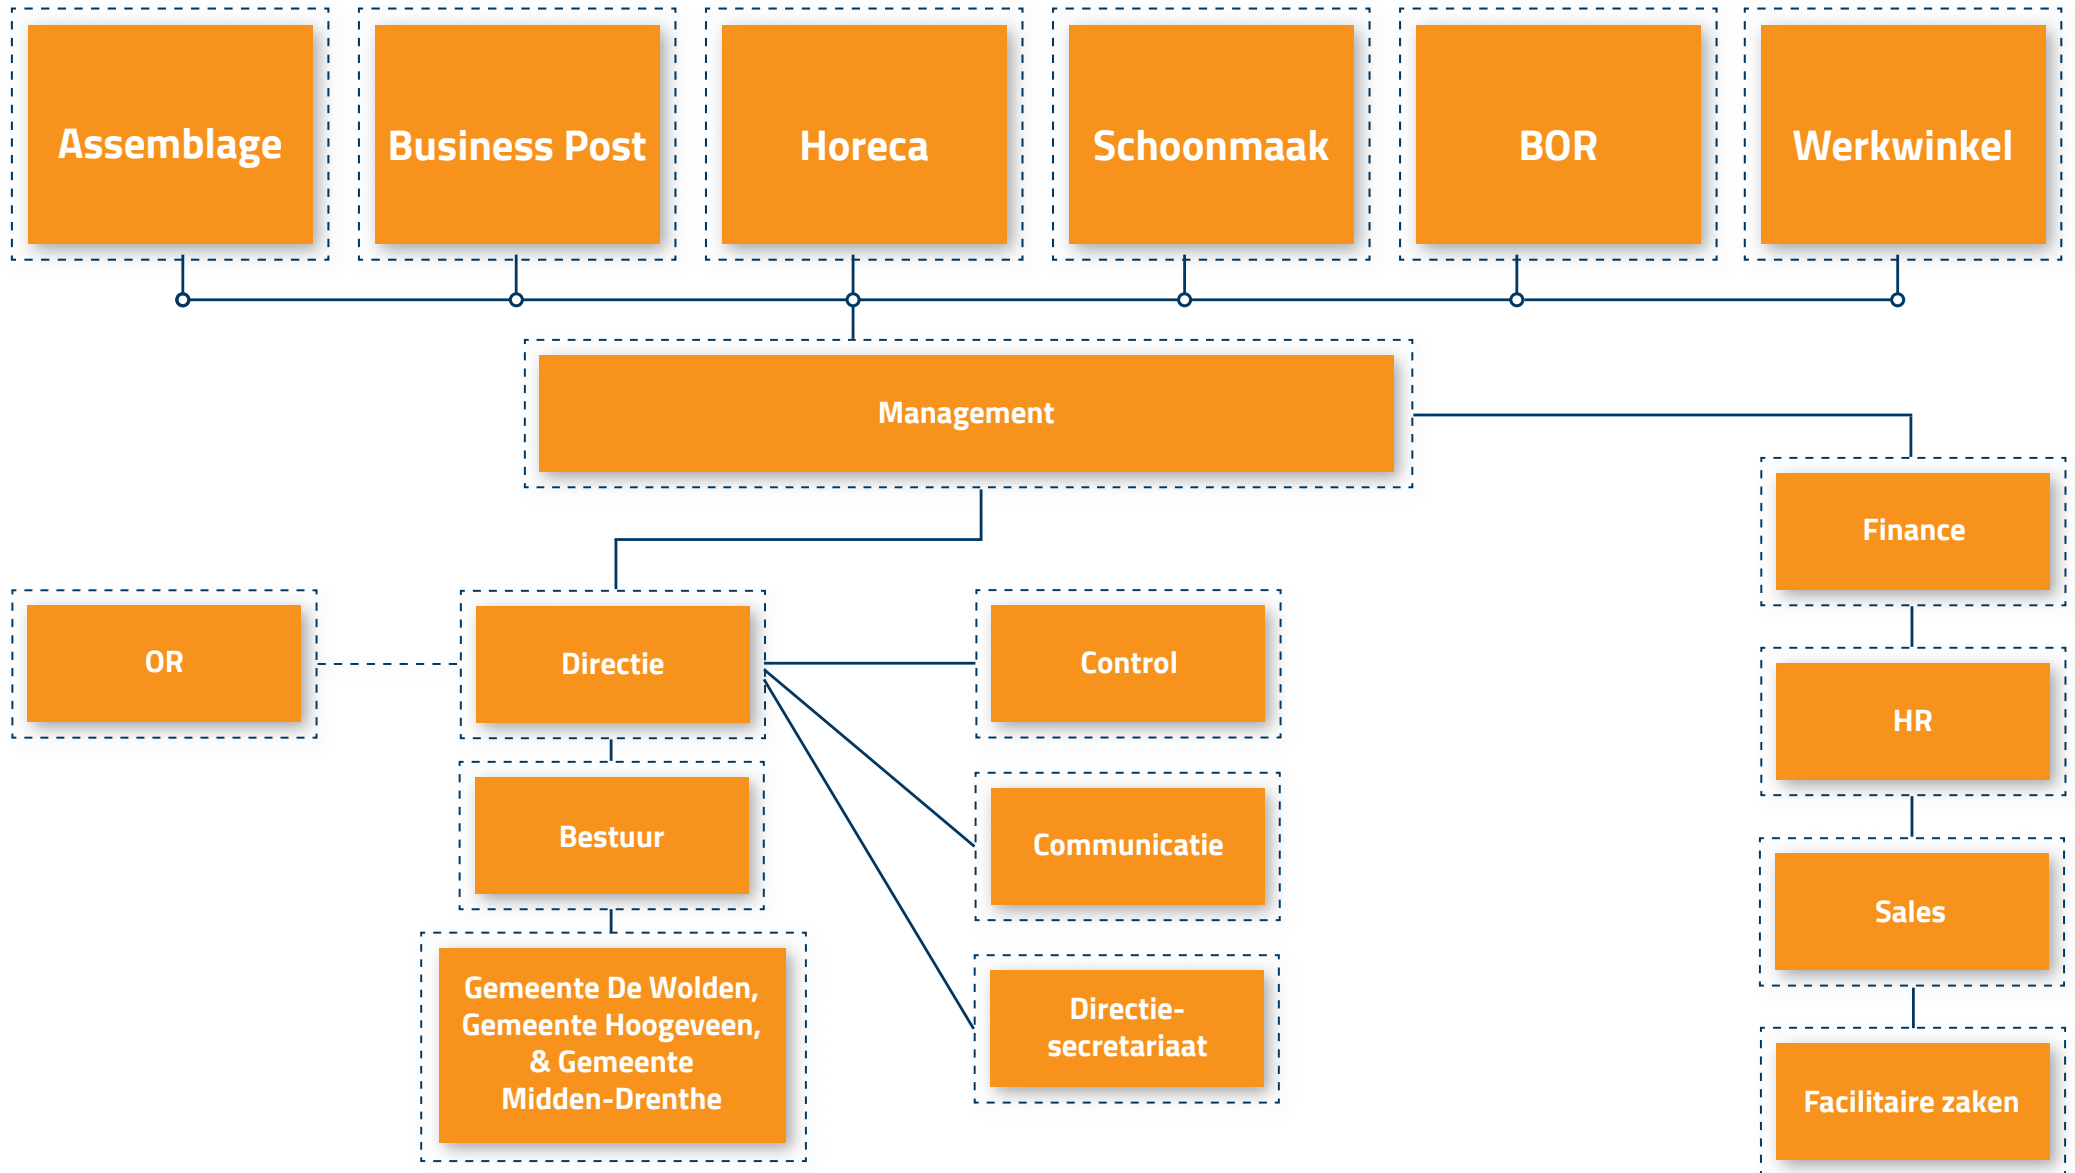 Assemblage
Business Post
Horeca
Schoonmaak
BOR
Werkwinkel
Management
Finance
OR
Directie
Control
HR
Bestuur
Communicatie
Sales
Gemeente De Wolden,
Gemeente Hoogeveen,
& Gemeente
Midden-Drenthe
Directie-
secretariaat
Facilitaire zaken